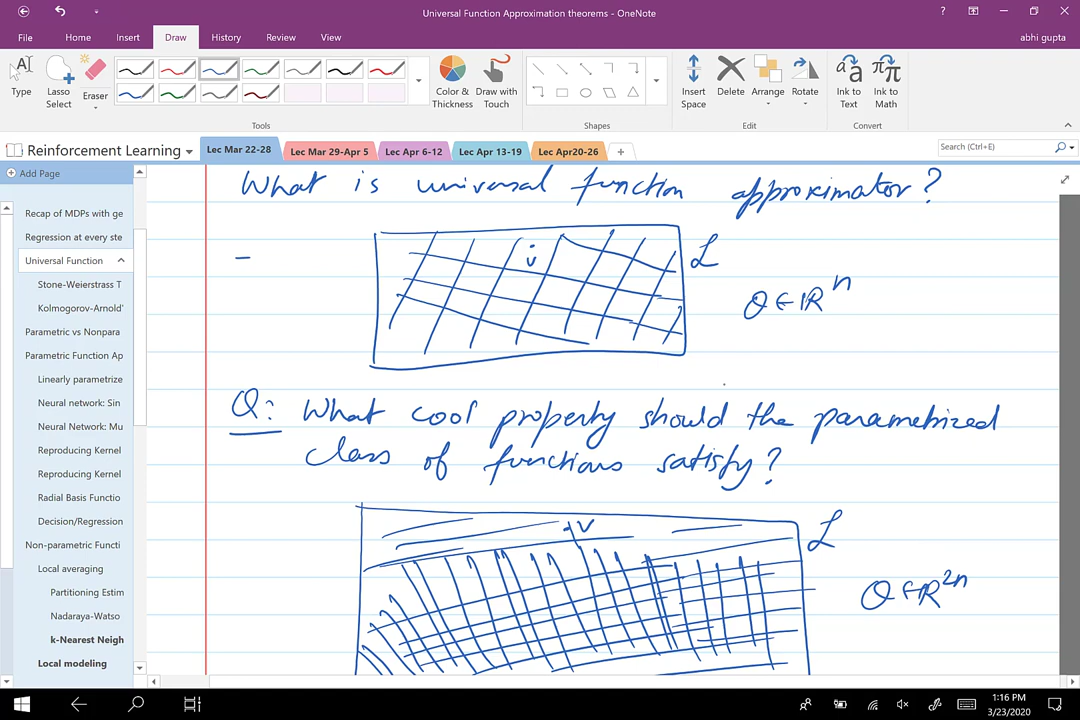 Universal Function Approximation theorems - OneNote
?
File Home Insert Draw History Review View
abhi gupta
Type
Lasso Select
Eraser
Color & Thickness
Draw with Touch
Insert Space
Delete
Arrange
Rotate
Ink to Text
Ink to Math
Tools
Shapes
Edit
Convert
Reinforcement Learning
Lec Mar 22-28
Lec Mar 29-Apr 5
Lec Apr 6-12
Lec Apr 13-19
Lec Apr20-26
Search (Ctrl+E)
Add Page
Recap of MDPs with ge
Regression at every ste
Universal Function
Stone-Weierstrass T
Kolmogorov-Arnold'
Parametric vs Nonpara
Parametric Function Ap
Linearly parametrize
Neural network: Sin
Neural Network: Mu
Reproducing Kernel
Reproducing Kernel
Radial Basis Functio
Decision/Regression
Non-parametric Functi
Local averaging
Partitioning Estim
Nadaraya-Watso
k-Nearest Neigh
Local modeling
What is universal function approximator?
-
ℒ
θ ∈ ℝⁿ
Q: What cool property should the parametrized
class of functions satisfy?
ℒ
θ ∈ ℝ²ⁿ
1:16 PM
3/23/2020